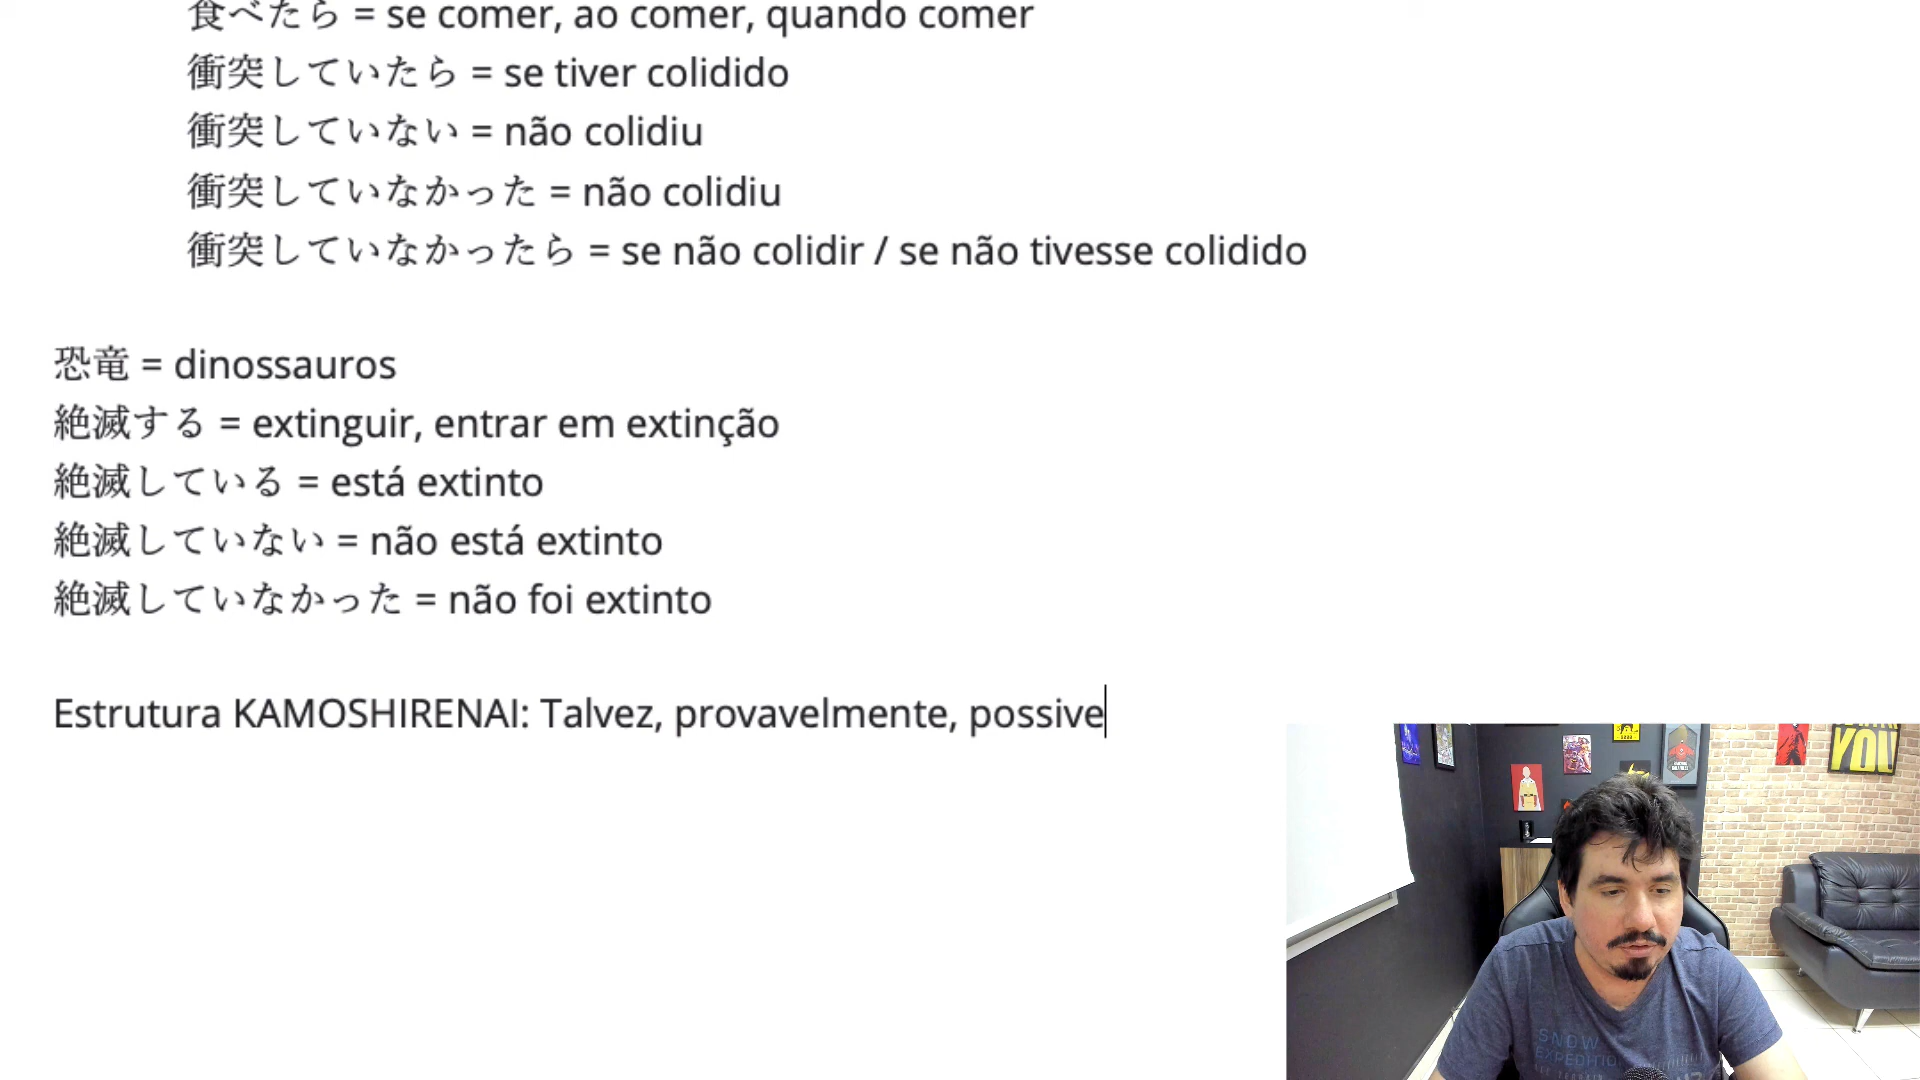 食べたら = se comer, ao comer, quando comer
衝突していたら = se tiver colidido
衝突していない = não colidiu
衝突していなかった = não colidiu
衝突していなかったら = se não colidir / se não tivesse colidido
恐竜 = dinossauros
絶滅する = extinguir, entrar em extinção
絶滅している = está extinto
絶滅していない = não está extinto
絶滅していなかった = não foi extinto
Estrutura KAMOSHIRENAI: Talvez, provavelmente, possive
YOU
SNOW
EXPEDITION